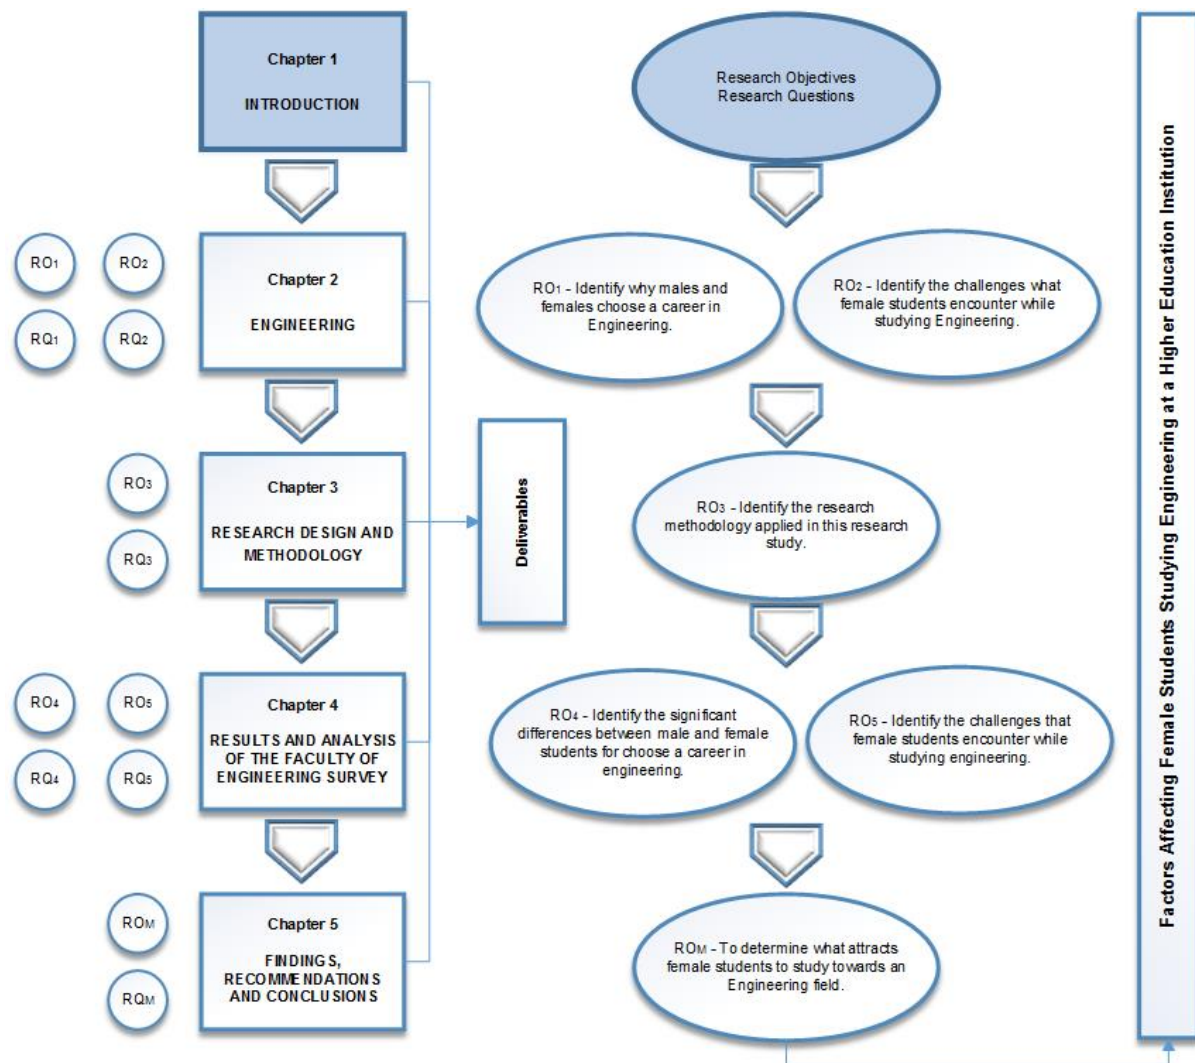 Chapter 1
INTRODUCTION
Research Objectives
Research Questions
RO1
RO2
RQ1
RQ2
Chapter 2
ENGINEERING
RO1 - Identify why males and
females choose a career in
Engineering.
RO2 - Identify the challenges what
female students encounter while
studying Engineering.
RO3
RQ3
Chapter 3
RESEARCH DESIGN AND
METHODOLOGY
Deliverables
RO3 - Identify the research
methodology applied in this research
study.
RO4
RO5
RQ4
RQ5
Chapter 4
RESULTS AND ANALYSIS
OF THE FACULTY OF
ENGINEERING SURVEY
RO4 - Identify the significant
differences between male and female
students for choose a career in
engineering.
RO5 - Identify the challenges that
female students encounter while
studying engineering.
ROM
RQM
Chapter 5
FINDINGS,
RECOMMENDATIONS
AND CONCLUSIONS
ROM - To determine what attracts
female students to study towards an
Engineering field.
Factors Affecting Female Students Studying Engineering at a Higher Education Institution